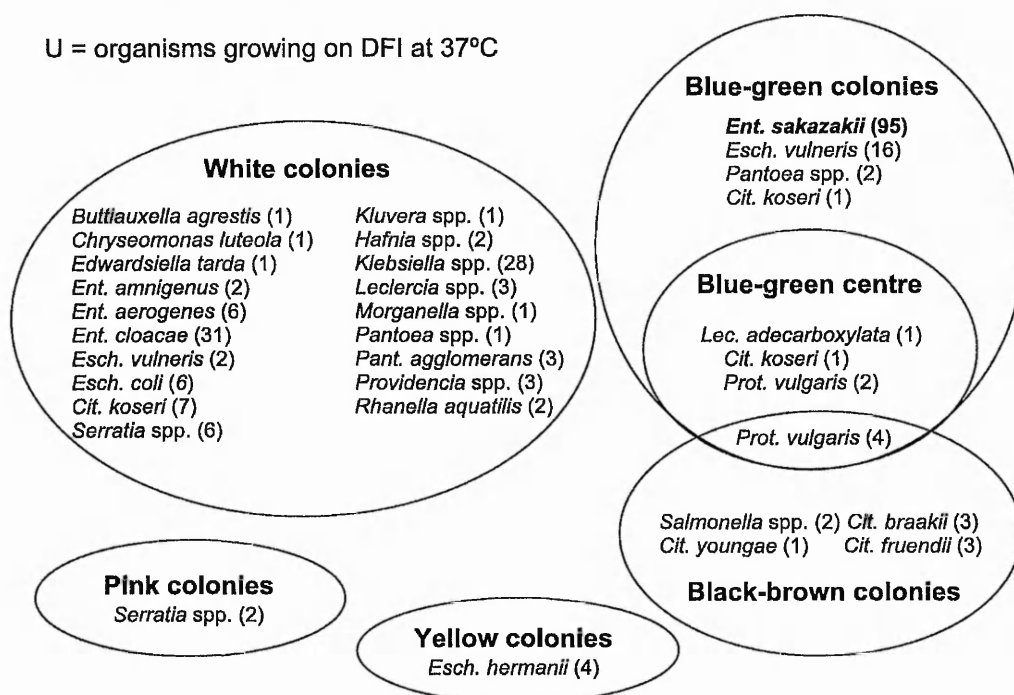 U = organisms growing on DFI at 37ºC
White colonies
Buttiauxella agrestis (1)
Chryseomonas luteola (1)
Edwardsiella tarda (1)
Ent. amnigenus (2)
Ent. aerogenes (6)
Ent. cloacae (31)
Esch. vulneris (2)
Esch. coli (6)
Cit. koseri (7)
Serratia spp. (6)
Kluvera spp. (1)
Hafnia spp. (2)
Klebsiella spp. (28)
Leclercia spp. (3)
Morganella spp. (1)
Pantoea spp. (1)
Pant. agglomerans (3)
Providencia spp. (3)
Rhanella aquatilis (2)
Blue-green colonies
Ent. sakazakii (95)
Esch. vulneris (16)
Pantoea spp. (2)
Cit. koseri (1)
Blue-green centre
Lec. adecarboxylata (1)
Cit. koseri (1)
Prot. vulgaris (2)
Prot. vulgaris (4)
Salmonella spp. (2) Cit. braakii (3)
Cit. youngae (1) Cit. fruendii (3)
Black-brown colonies
Pink colonies
Serratia spp. (2)
Yellow colonies
Esch. hermanii (4)